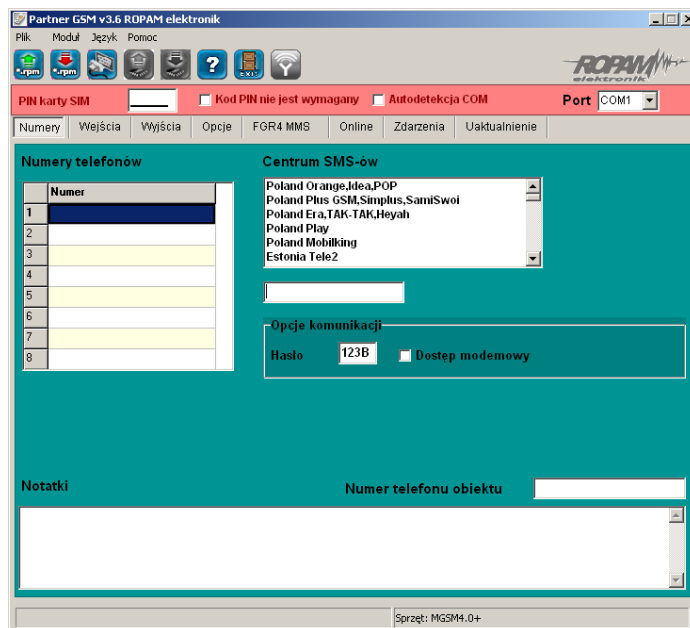 Partner GSM v3.6 ROPAM elektronik
Plik Moduł Język Pomoc
*.rpm *.rpm ? EXIT ROPAM
elektronik
PIN karty SIM Kod PIN nie jest wymagany Autodetekcja COM Port COM1
Numery Wejścia Wyjścia Opcje FGR4 MMS Online Zdarzenia Uaktualnienie
Numery telefonów Centrum SMS-ów
Numer
1
2
3
4
5
6
7
8
Poland Orange,Idea,POP
Poland Plus GSM,Simplus,SamiSwoi
Poland Era,TAK-TAK,Heyah
Poland Play
Poland Mobilking
Estonia Tele2
Opcje komunikacji
Hasło 123B Dostęp modemowy
Notatki Numer telefonu obiektu
Sprzęt: MGSM4.0+